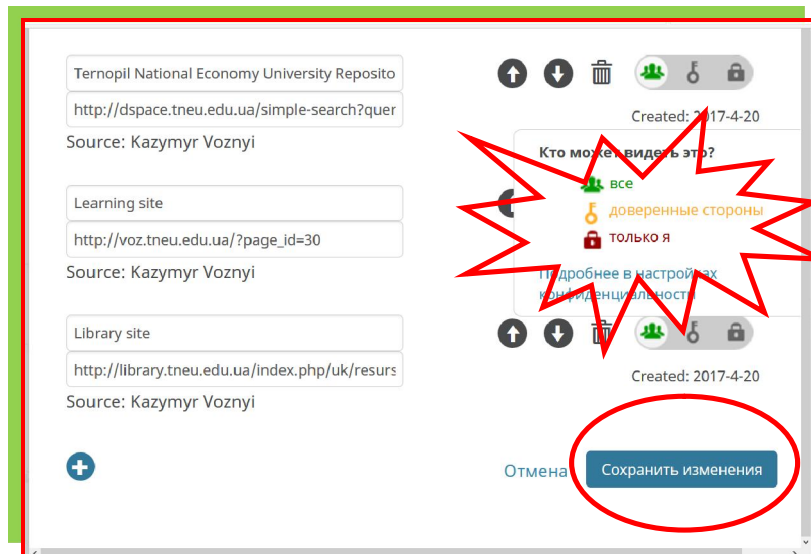 Ternopil National Economy University Reposito
http://dspace.tneu.edu.ua/simple-search?quer
Created: 2017-4-20
Source: Kazymyr Voznyi
Кто может видеть это?
все
доверенные стороны
только я
Подробнее в настройках
конфиденциальности
Learning site
http://voz.tneu.edu.ua/?page_id=30
Source: Kazymyr Voznyi
Library site
http://library.tneu.edu.ua/index.php/uk/resurs
Created: 2017-4-20
Source: Kazymyr Voznyi
Отмена
Сохранить изменения